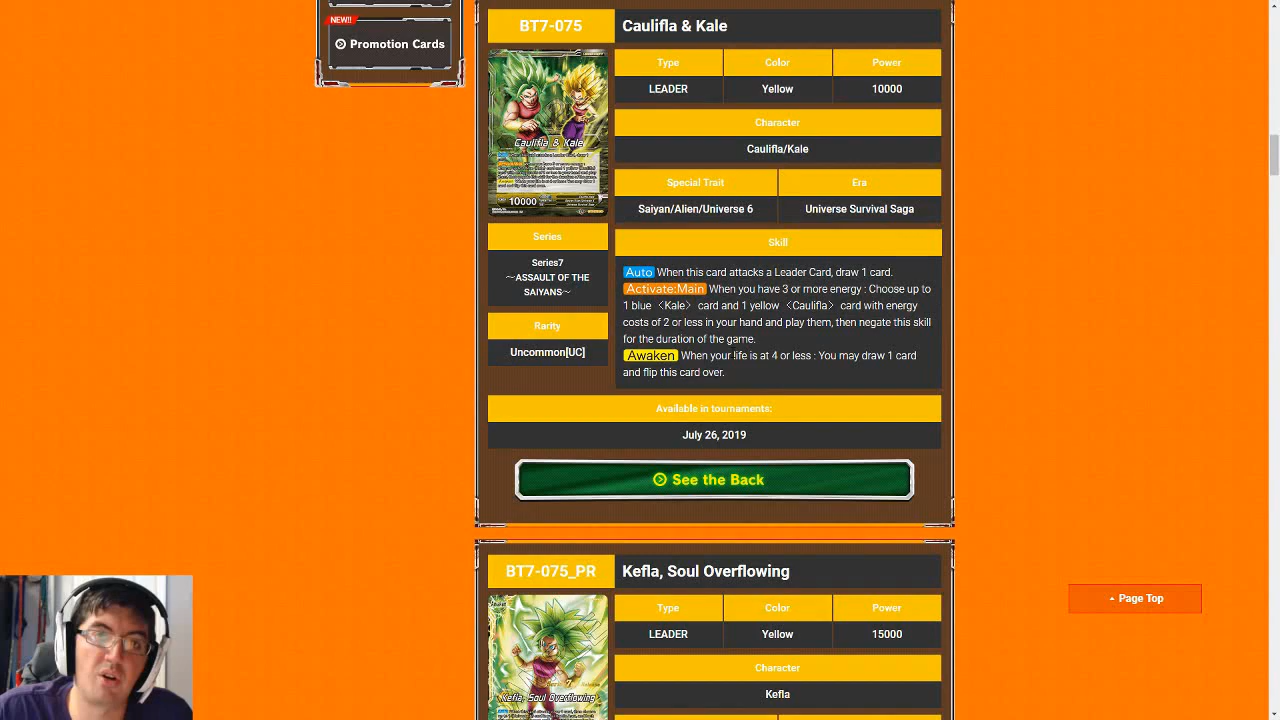 NEW!!
Promotion Cards
BT7-075
Caulifla & Kale
Type
Color
Power
LEADER
Yellow
10000
Character
Caulifla/Kale
Special Trait
Era
Saiyan/Alien/Universe 6
Universe Survival Saga
Caulifla & Kale
10000
Series
Series7
～ASSAULT OF THE
SAIYANS～
Rarity
Uncommon[UC]
Skill
Auto When this card attacks a Leader Card, draw 1 card.
Activate:Main When you have 3 or more energy : Choose up to
1 blue 〈Kale〉 card and 1 yellow 〈Caulifla〉 card with energy
costs of 2 or less in your hand and play them, then negate this skill
for the duration of the game.
Awaken When your life is at 4 or less : You may draw 1 card
and flip this card over.
Available in tournaments:
July 26, 2019
See the Back
BT7-075_PR
Kefla, Soul Overflowing
Type
Color
Power
LEADER
Yellow
15000
Character
Kefla
Kefla, Soul Overflowing
Page Top